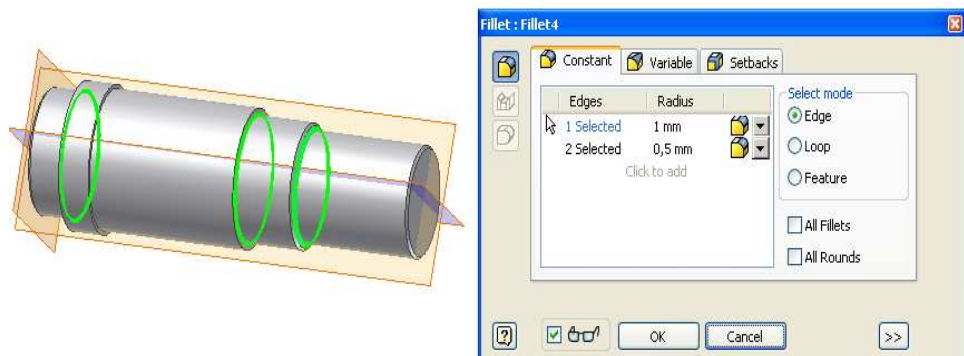 Fillet : Fillet4
Constant
Variable
Setbacks
Edges Radius
1 Selected 1 mm
2 Selected 0,5 mm
Click to add
Select mode
Edge
Loop
Feature
All Fillets
All Rounds
?
OK
Cancel
>>